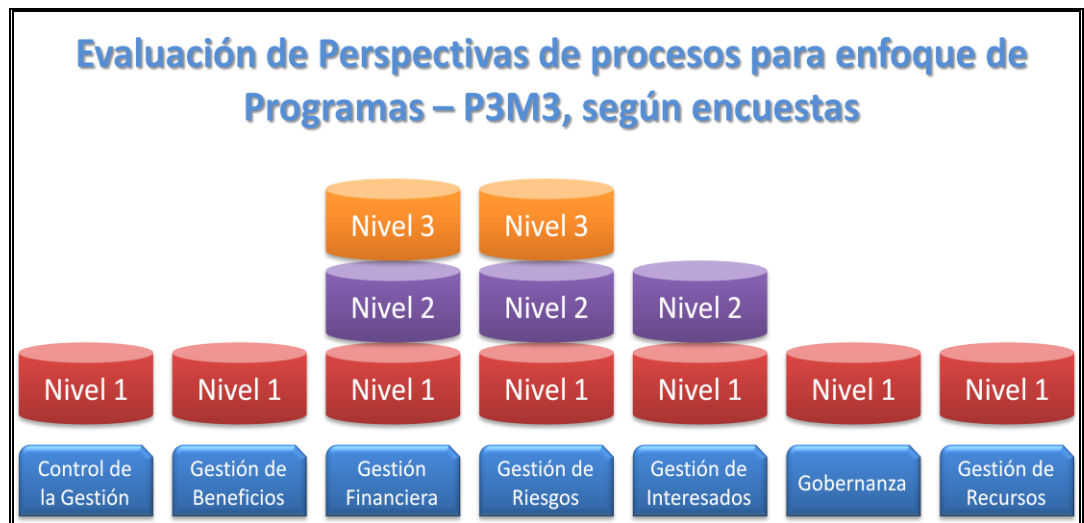 Evaluación de Perspectivas de procesos para enfoque de
Programas – P3M3, según encuestas
Nivel 3 Nivel 3
Nivel 2 Nivel 2 Nivel 2
Nivel 1 Nivel 1 Nivel 1 Nivel 1 Nivel 1 Nivel 1 Nivel 1
Control de
la Gestión
Gestión de
Beneficios
Gestión
Financiera
Gestión de
Riesgos
Gestión de
Interesados
Gobernanza
Gestión de
Recursos